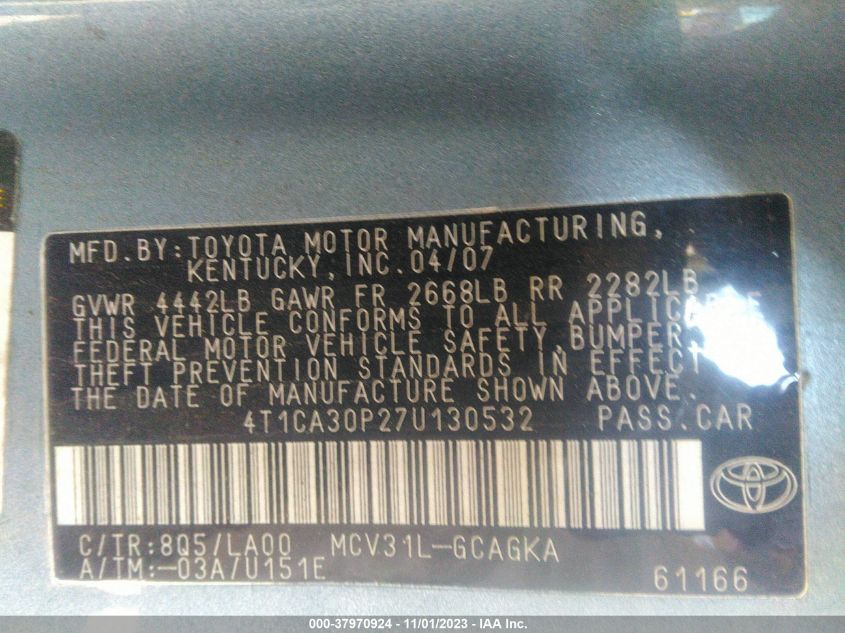 MFD.BY:TOYOTA MOTOR MANUFACTURING,
KENTUCKY, INC. 04/07
GVWR 4442LB GAWR FR 2668LB RR 2282LB
THIS VEHICLE CONFORMS TO ALL APPLICABLE
FEDERAL MOTOR VEHICLE SAFETY, BUMPER,
THEFT PREVENTION STANDARDS IN EFFECT
THE DATE OF MANUFACTURE SHOWN ABOVE.
4T1CA30P27U130532 PASS.CAR
C/TR:8Q5/LA00 MCV31L-GCAGKA
A/TM:-03A/U151E
61166
000-37970924 - 11/01/2023 - IAA Inc.